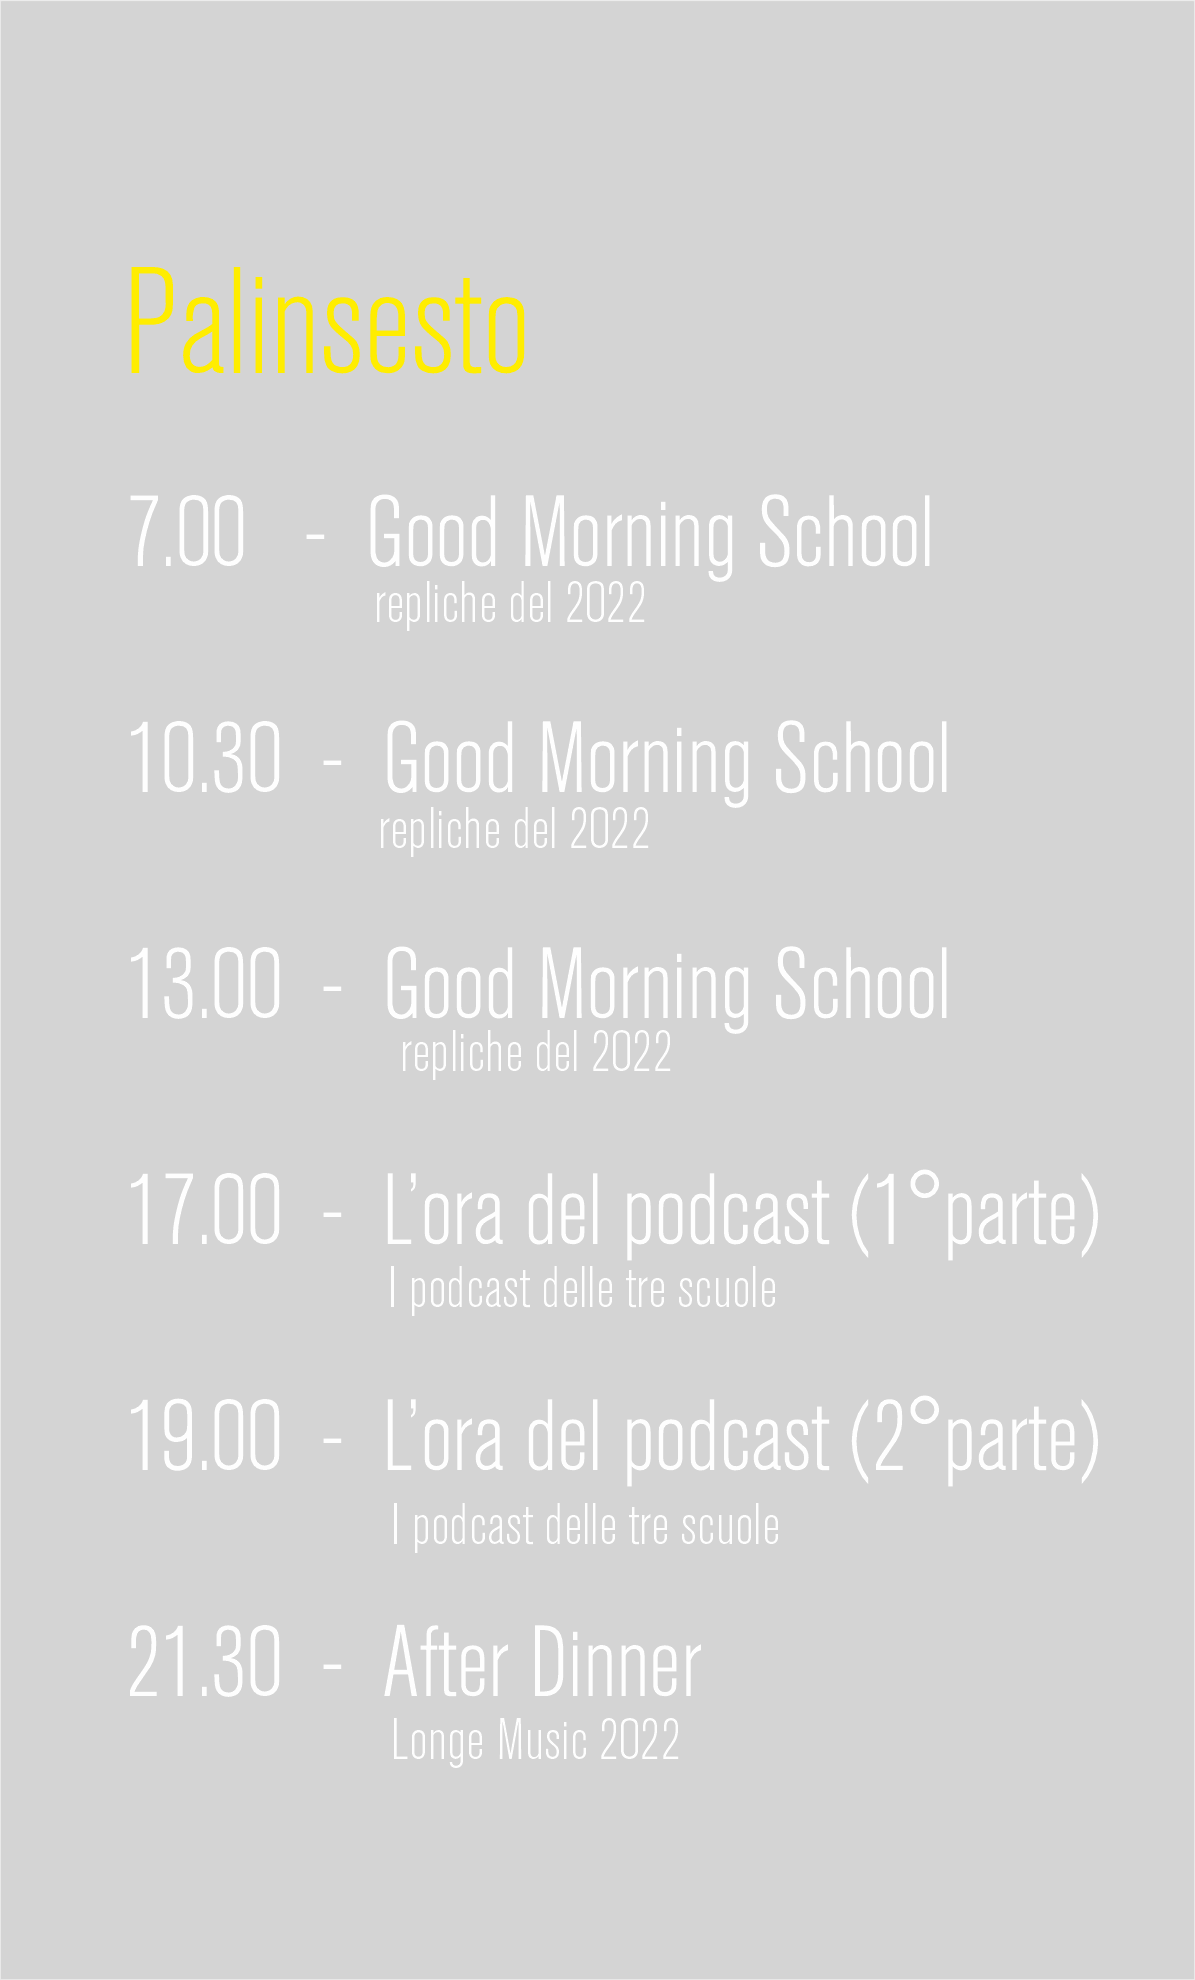 Palinsesto
7.00 - Good Morning School
repliche del 2022
10.30 - Good Morning School
repliche del 2022
13.00 - Good Morning School
repliche del 2022
17.00 - L’ora del podcast (1°parte)
I podcast delle tre scuole
19.00 - L’ora del podcast (2°parte)
I podcast delle tre scuole
21.30 - After Dinner
Longe Music 2022